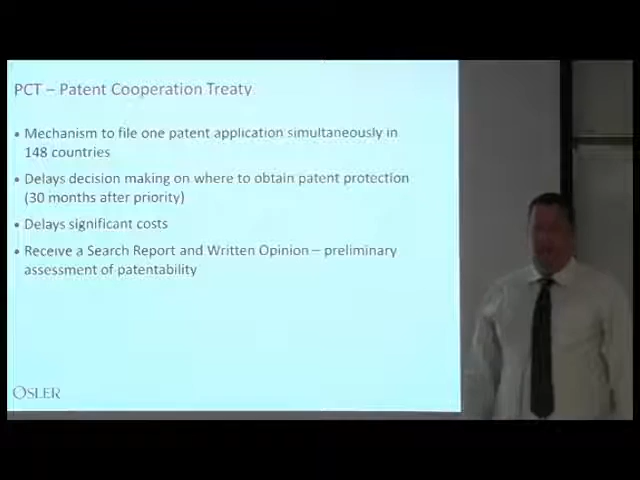 PCT – Patent Cooperation Treaty
• Mechanism to file one patent application simultaneously in
148 countries
• Delays decision making on where to obtain patent protection
(30 months after priority)
• Delays significant costs
• Receive a Search Report and Written Opinion – preliminary
assessment of patentability
OSLER